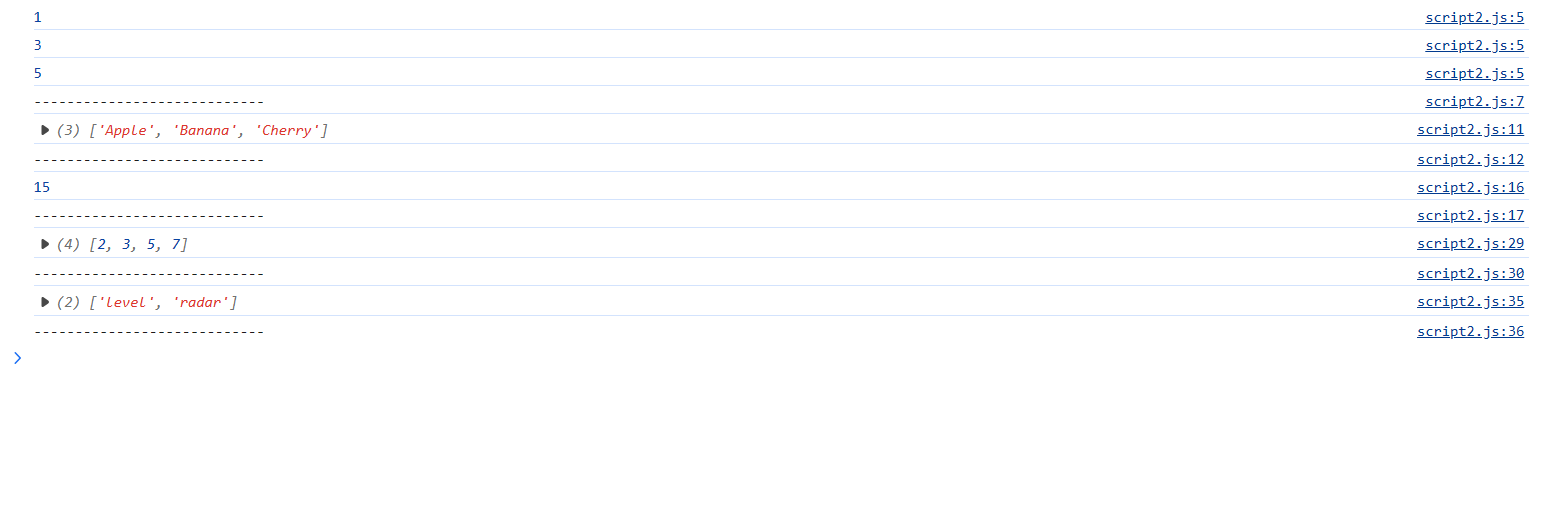 1 script2.js:5
3 script2.js:5
5 script2.js:5
---------------------------- script2.js:7
(3) ['Apple', 'Banana', 'Cherry'] script2.js:11
---------------------------- script2.js:12
15 script2.js:16
---------------------------- script2.js:17
(4) [2, 3, 5, 7] script2.js:29
---------------------------- script2.js:30
(2) ['level', 'radar'] script2.js:35
---------------------------- script2.js:36